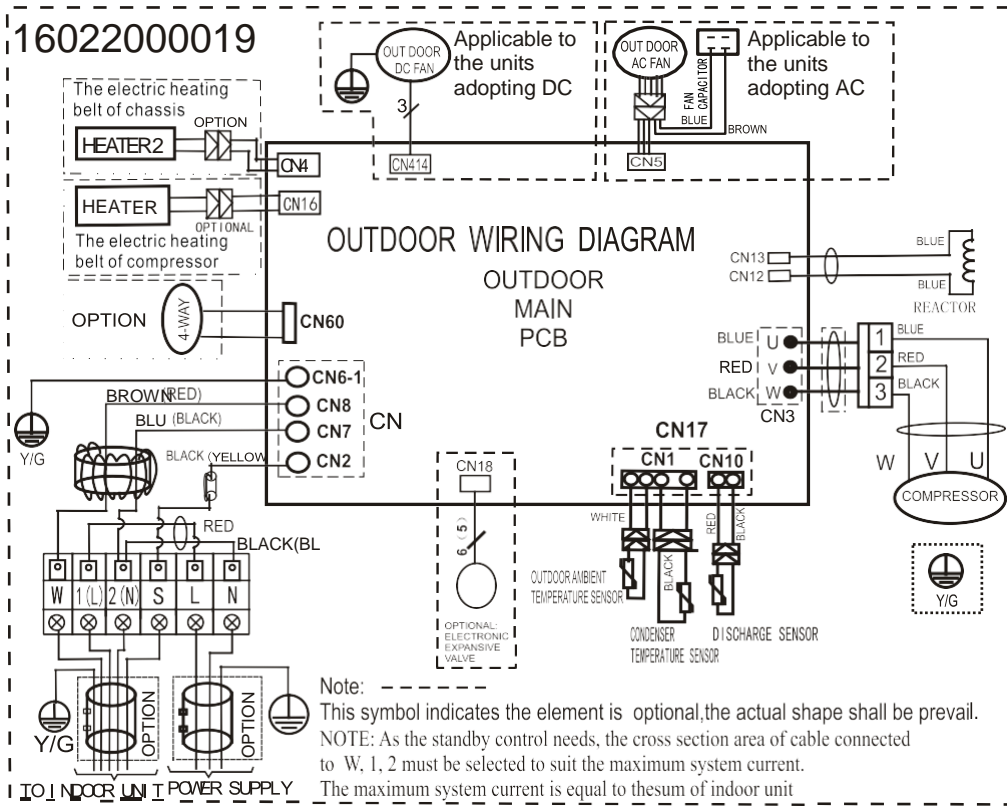 16022000019
OUT DOOR
DC FAN
3
CN414
Applicable to
the units
adopting DC
OUT DOOR
AC FAN
FAN
CAPACITOR
BLUE
BROWN
CN5
Applicable to
the units
adopting AC
The electric heating
belt of chassis
OPTION
HEATER2
CN4
HEATER
CN16
OPTIONAL
The electric heating
belt of compressor
OPTION
4-WAY
CN60
OUTDOOR WIRING DIAGRAM
OUTDOOR
MAIN
PCB
CN13
CN12
BLUE
BLUE
REACTOR
BLUE U
RED V
BLACK W
CN3
1 BLUE
2 RED
3 BLACK
W V U
COMPRESSOR
Y/G
CN6-1
BROWN(RED)
CN8
BLU (BLACK)
CN7
CN
BLACK (YELLOW
CN2
Y/G
RED
BLACK(BL
W 1(L) 2(N) S L N
Y/G
OPTION
OPTION
TO INDOOR UNIT POWER SUPPLY
CN18
6 (5)
OPTIONAL:
ELECTRONIC
EXPANSIVE
VALVE
CN17
CN1 CN10
WHITE
BLACK
RED
BLACK
OUTDOOR AMBIENT
TEMPERATURE SENSOR
CONDENSER
TEMPERATURE SENSOR
DISCHARGE SENSOR
Note:
This symbol indicates the element is optional,the actual shape shall be prevail.
NOTE: As the standby control needs, the cross section area of cable connected
to W, 1, 2 must be selected to suit the maximum system current.
The maximum system current is equal to thesum of indoor unit